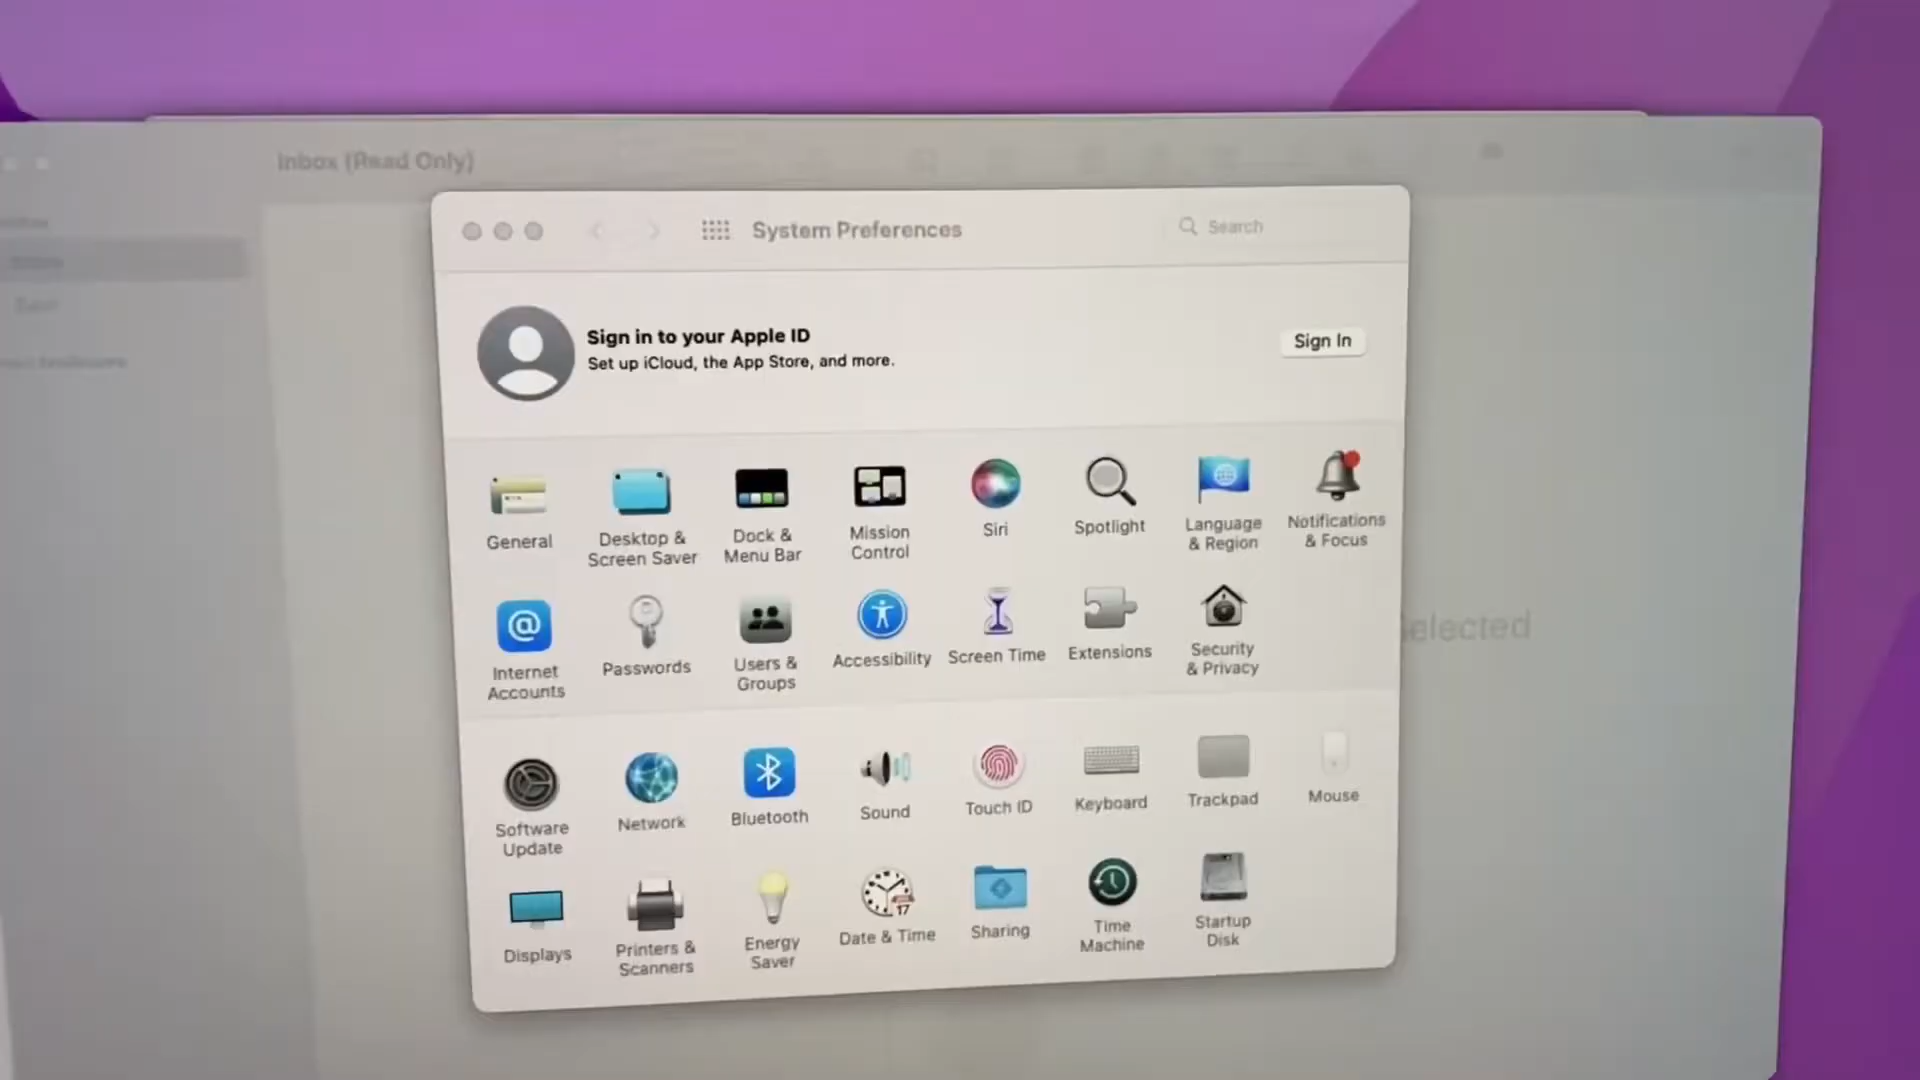 Inbox (Read Only)
System Preferences
Search
Sign in to your Apple ID
Set up iCloud, the App Store, and more.
Sign In
General
Desktop &
Screen Saver
Dock &
Menu Bar
Mission
Control
Siri
Spotlight
Language
& Region
Notifications
& Focus
Internet
Accounts
Passwords
Users &
Groups
Accessibility
Screen Time
Extensions
Security
& Privacy
Selected
Software
Update
Network
Bluetooth
Sound
Touch ID
Keyboard
Trackpad
Mouse
Displays
Printers &
Scanners
Energy
Saver
17
Date & Time
Sharing
Time
Machine
Startup
Disk